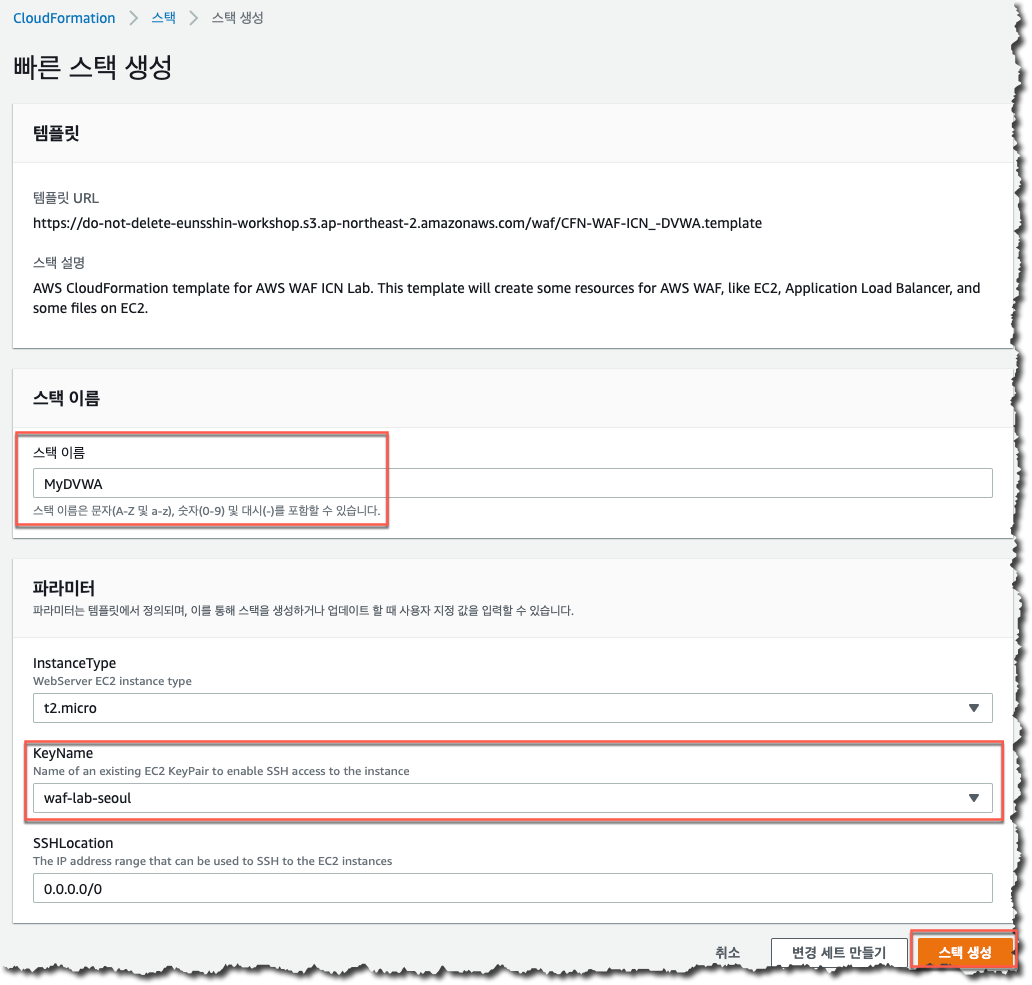 CloudFormation > 스택 > 스택 생성
빠른 스택 생성
템플릿
템플릿 URL
https://do-not-delete-eunsshin-workshop.s3.ap-northeast-2.amazonaws.com/waf/CFN-WAF-ICN_-DVWA.template
스택 설명
AWS CloudFormation template for AWS WAF ICN Lab. This template will create some resources for AWS WAF, like EC2, Application Load Balancer, and
some files on EC2.
스택 이름
스택 이름
MyDVWA
스택 이름은 문자(A-Z 및 a-z), 숫자(0-9) 및 대시(-)를 포함할 수 있습니다.
파라미터
파라미터는 템플릿에서 정의되며, 이를 통해 스택을 생성하거나 업데이트 할 때 사용자 지정 값을 입력할 수 있습니다.
InstanceType
WebServer EC2 instance type
t2.micro
KeyName
Name of an existing EC2 KeyPair to enable SSH access to the instance
waf-lab-seoul
SSHLocation
The IP address range that can be used to SSH to the EC2 instances
0.0.0.0/0
취소 변경 세트 만들기 스택 생성